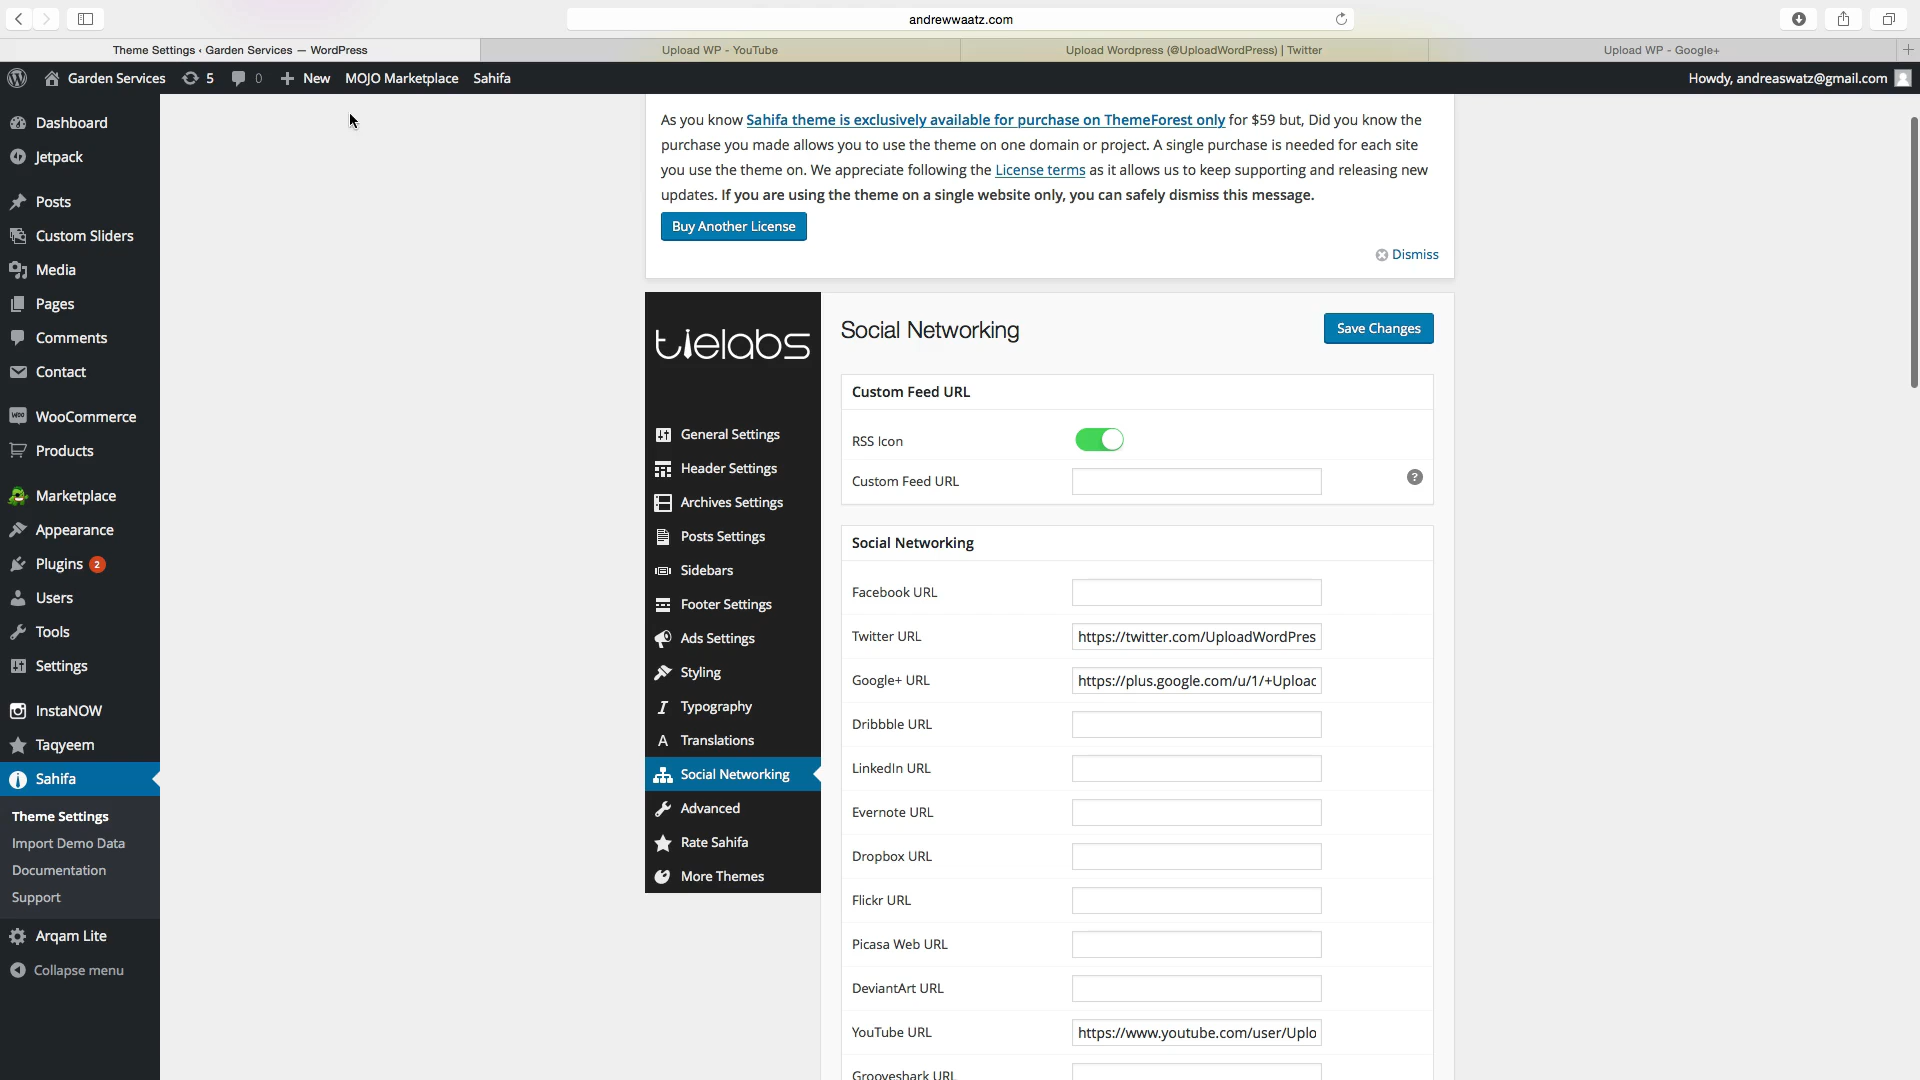 andrewwaatz.com
Theme Settings ‹ Garden Services — WordPress
Upload WP - YouTube
Upload Wordpress (@UploadWordPress) | Twitter
Upload WP - Google+
Garden Services
5
0
New
MOJO Marketplace
Sahifa
Howdy, andreaswatz@gmail.com
Dashboard
Jetpack
Posts
Custom Sliders
Media
Pages
Comments
Contact
WooCommerce
Products
Marketplace
Appearance
Plugins 2
Users
Tools
Settings
InstaNOW
Taqyeem
Sahifa
Theme Settings
Import Demo Data
Documentation
Support
Arqam Lite
Collapse menu
As you know Sahifa theme is exclusively available for purchase on ThemeForest only for $59 but, Did you know the
purchase you made allows you to use the theme on one domain or project. A single purchase is needed for each site
you use the theme on. We appreciate following the License terms as it allows us to keep supporting and releasing new
updates. If you are using the theme on a single website only, you can safely dismiss this message.
Buy Another License
Dismiss
tielabs
General Settings
Header Settings
Archives Settings
Posts Settings
Sidebars
Footer Settings
Ads Settings
Styling
Typography
Translations
Social Networking
Advanced
Rate Sahifa
More Themes
Social Networking
Save Changes
Custom Feed URL
RSS Icon
Custom Feed URL
?
Social Networking
Facebook URL
Twitter URL https://twitter.com/UploadWordPres
Google+ URL https://plus.google.com/u/1/+Upload
Dribbble URL
LinkedIn URL
Evernote URL
Dropbox URL
Flickr URL
Picasa Web URL
DeviantArt URL
YouTube URL https://www.youtube.com/user/Uplo
Grooveshark URL